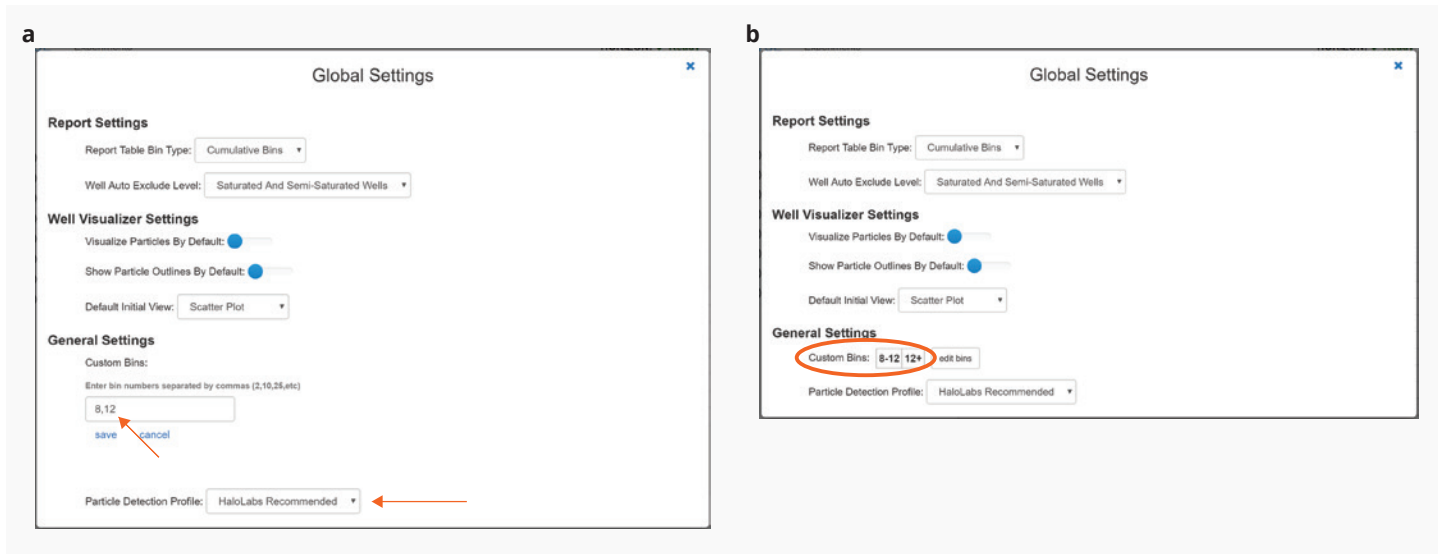 a
Global Settings
×
Report Settings
Report Table Bin Type: Cumulative Bins
Well Auto Exclude Level: Saturated And Semi-Saturated Wells
Well Visualizer Settings
Visualize Particles By Default:
Show Particle Outlines By Default:
Default Initial View: Scatter Plot
General Settings
Custom Bins:
Enter bin numbers separated by commas (2,10,25,etc)
8,12
save cancel
Particle Detection Profile: HaloLabs Recommended
b
Global Settings
×
Report Settings
Report Table Bin Type: Cumulative Bins
Well Auto Exclude Level: Saturated And Semi-Saturated Wells
Well Visualizer Settings
Visualize Particles By Default:
Show Particle Outlines By Default:
Default Initial View: Scatter Plot
General Settings
Custom Bins: 8-12 12+ edit bins
Particle Detection Profile: HaloLabs Recommended